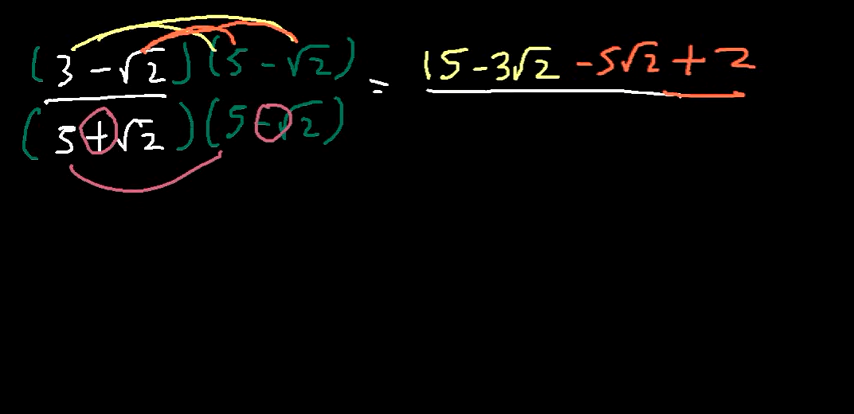 (3-√2)(5-√2) = 15-3√2 -5√2 + 2
(5+√2)(5-√2)